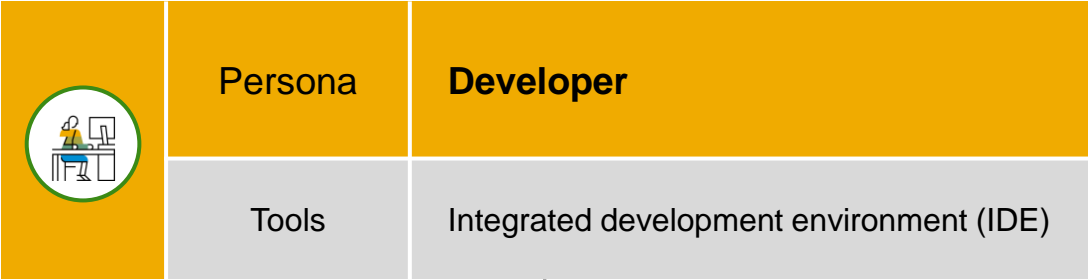 Persona
Developer
Tools
Integrated development environment (IDE)